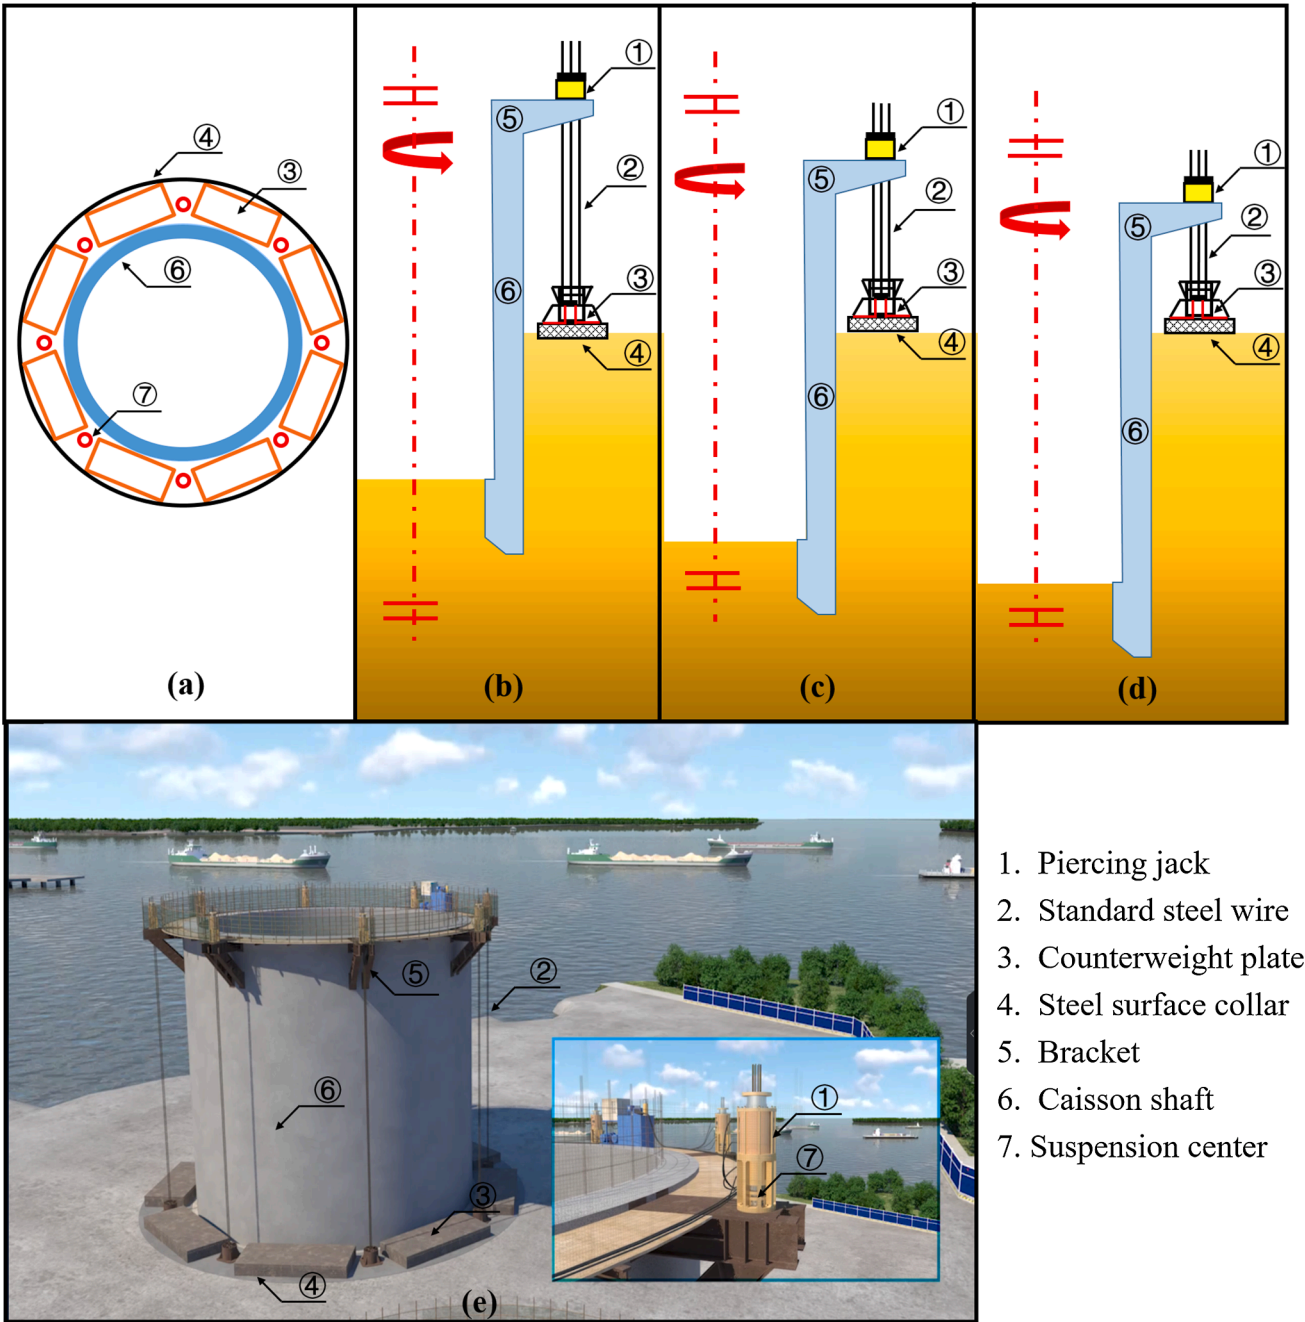 ④
③
⑥
⑦
(a)
①
⑤
②
⑥
③
④
(b)
①
⑤
②
③
④
⑥
(c)
①
⑤
②
③
④
⑥
(d)
②
⑤
⑥
③
④
①
⑦
(e)
1. Piercing jack
2. Standard steel wire
3. Counterweight plate
4. Steel surface collar
5. Bracket
6. Caisson shaft
7. Suspension center